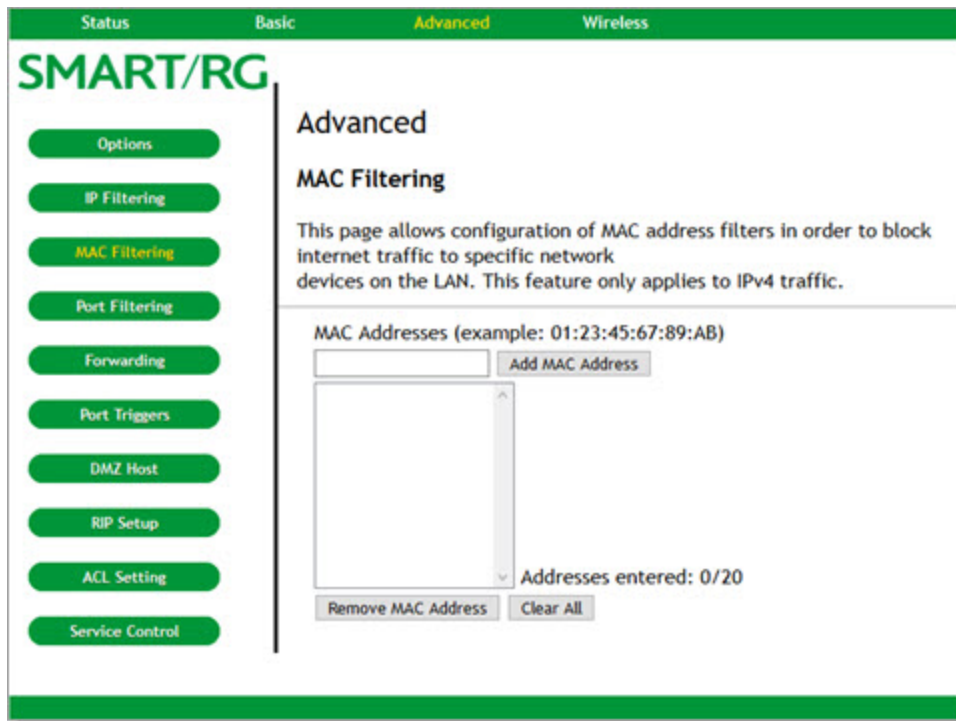 Status Basic Advanced Wireless
SMART/RG
Options
IP Filtering
MAC Filtering
Port Filtering
Forwarding
Port Triggers
DMZ Host
RIP Setup
ACL Setting
Service Control
Advanced
MAC Filtering
This page allows configuration of MAC address filters in order to block
internet traffic to specific network
devices on the LAN. This feature only applies to IPv4 traffic.
MAC Addresses (example: 01:23:45:67:89:AB)
Add MAC Address
Addresses entered: 0/20
Remove MAC Address Clear All